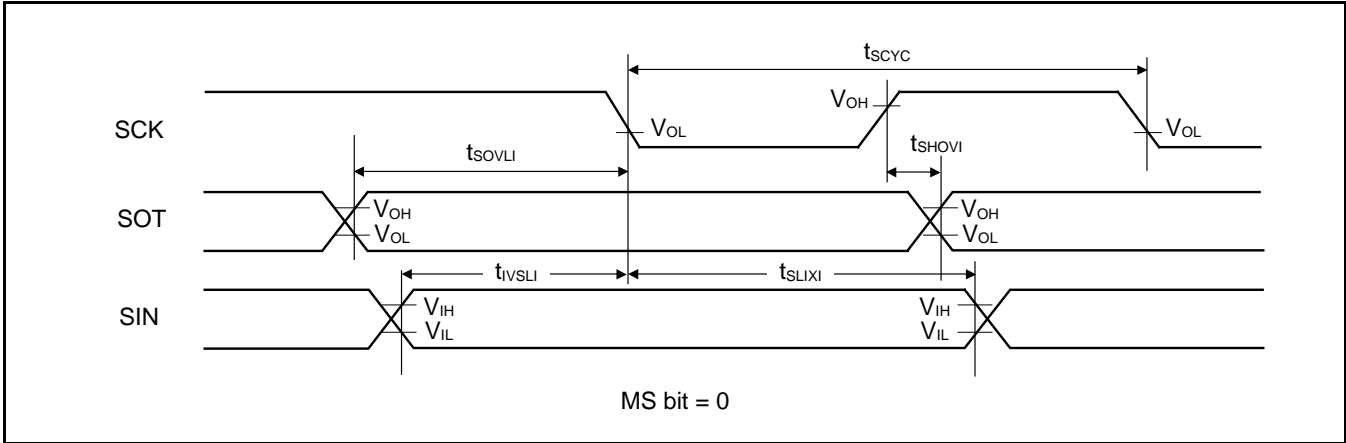 tSCYC
SCK
VOH
VOL
VOL
tSOVLI
tSHOVI
SOT
VOH
VOL
VOH
VOL
tIVSLI
tSLIXI
SIN
VIH
VIL
VIH
VIL
MS bit = 0